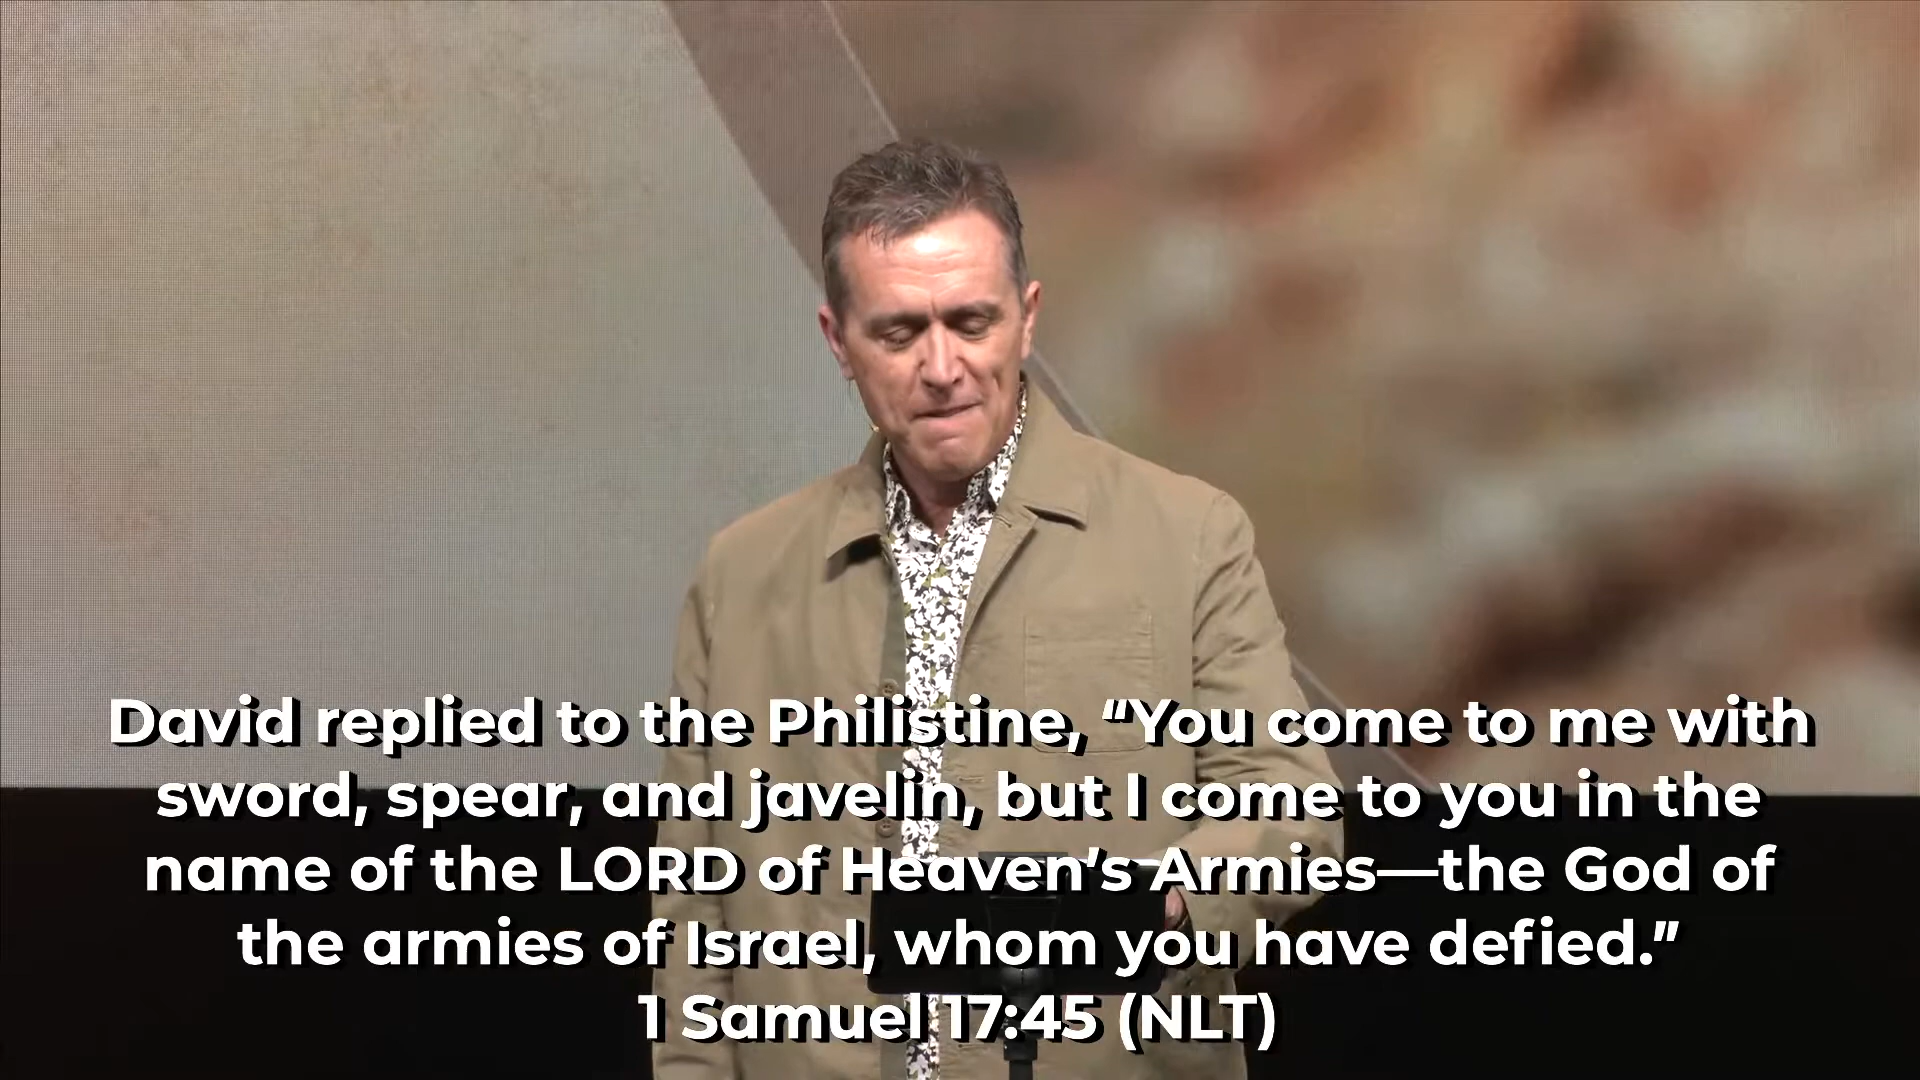 David replied to the Philistine, "You come to me with
sword, spear, and javelin, but I come to you in the
name of the LORD of Heaven's Armies—the God of
the armies of Israel, whom you have defied."
1 Samuel 17:45 (NLT)